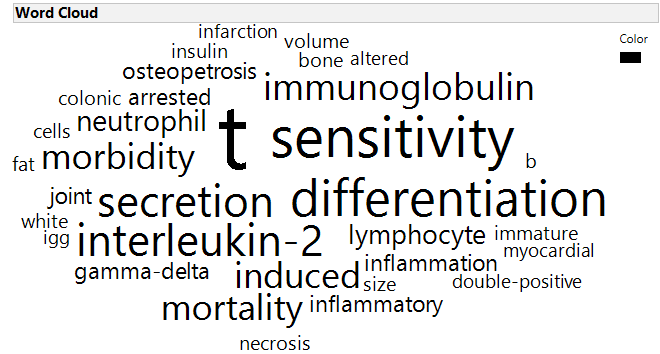 Word Cloud
Color
infarction
insulin
volume
bone
altered
osteopetrosis
immunoglobulin
colonic
arrested
neutrophil
cells
t
sensitivity
fat
morbidity
b
joint
secretion
differentiation
white
igg
interleukin-2
lymphocyte
immature
myocardial
gamma-delta
induced
inflammation
size
double-positive
mortality
inflammatory
necrosis